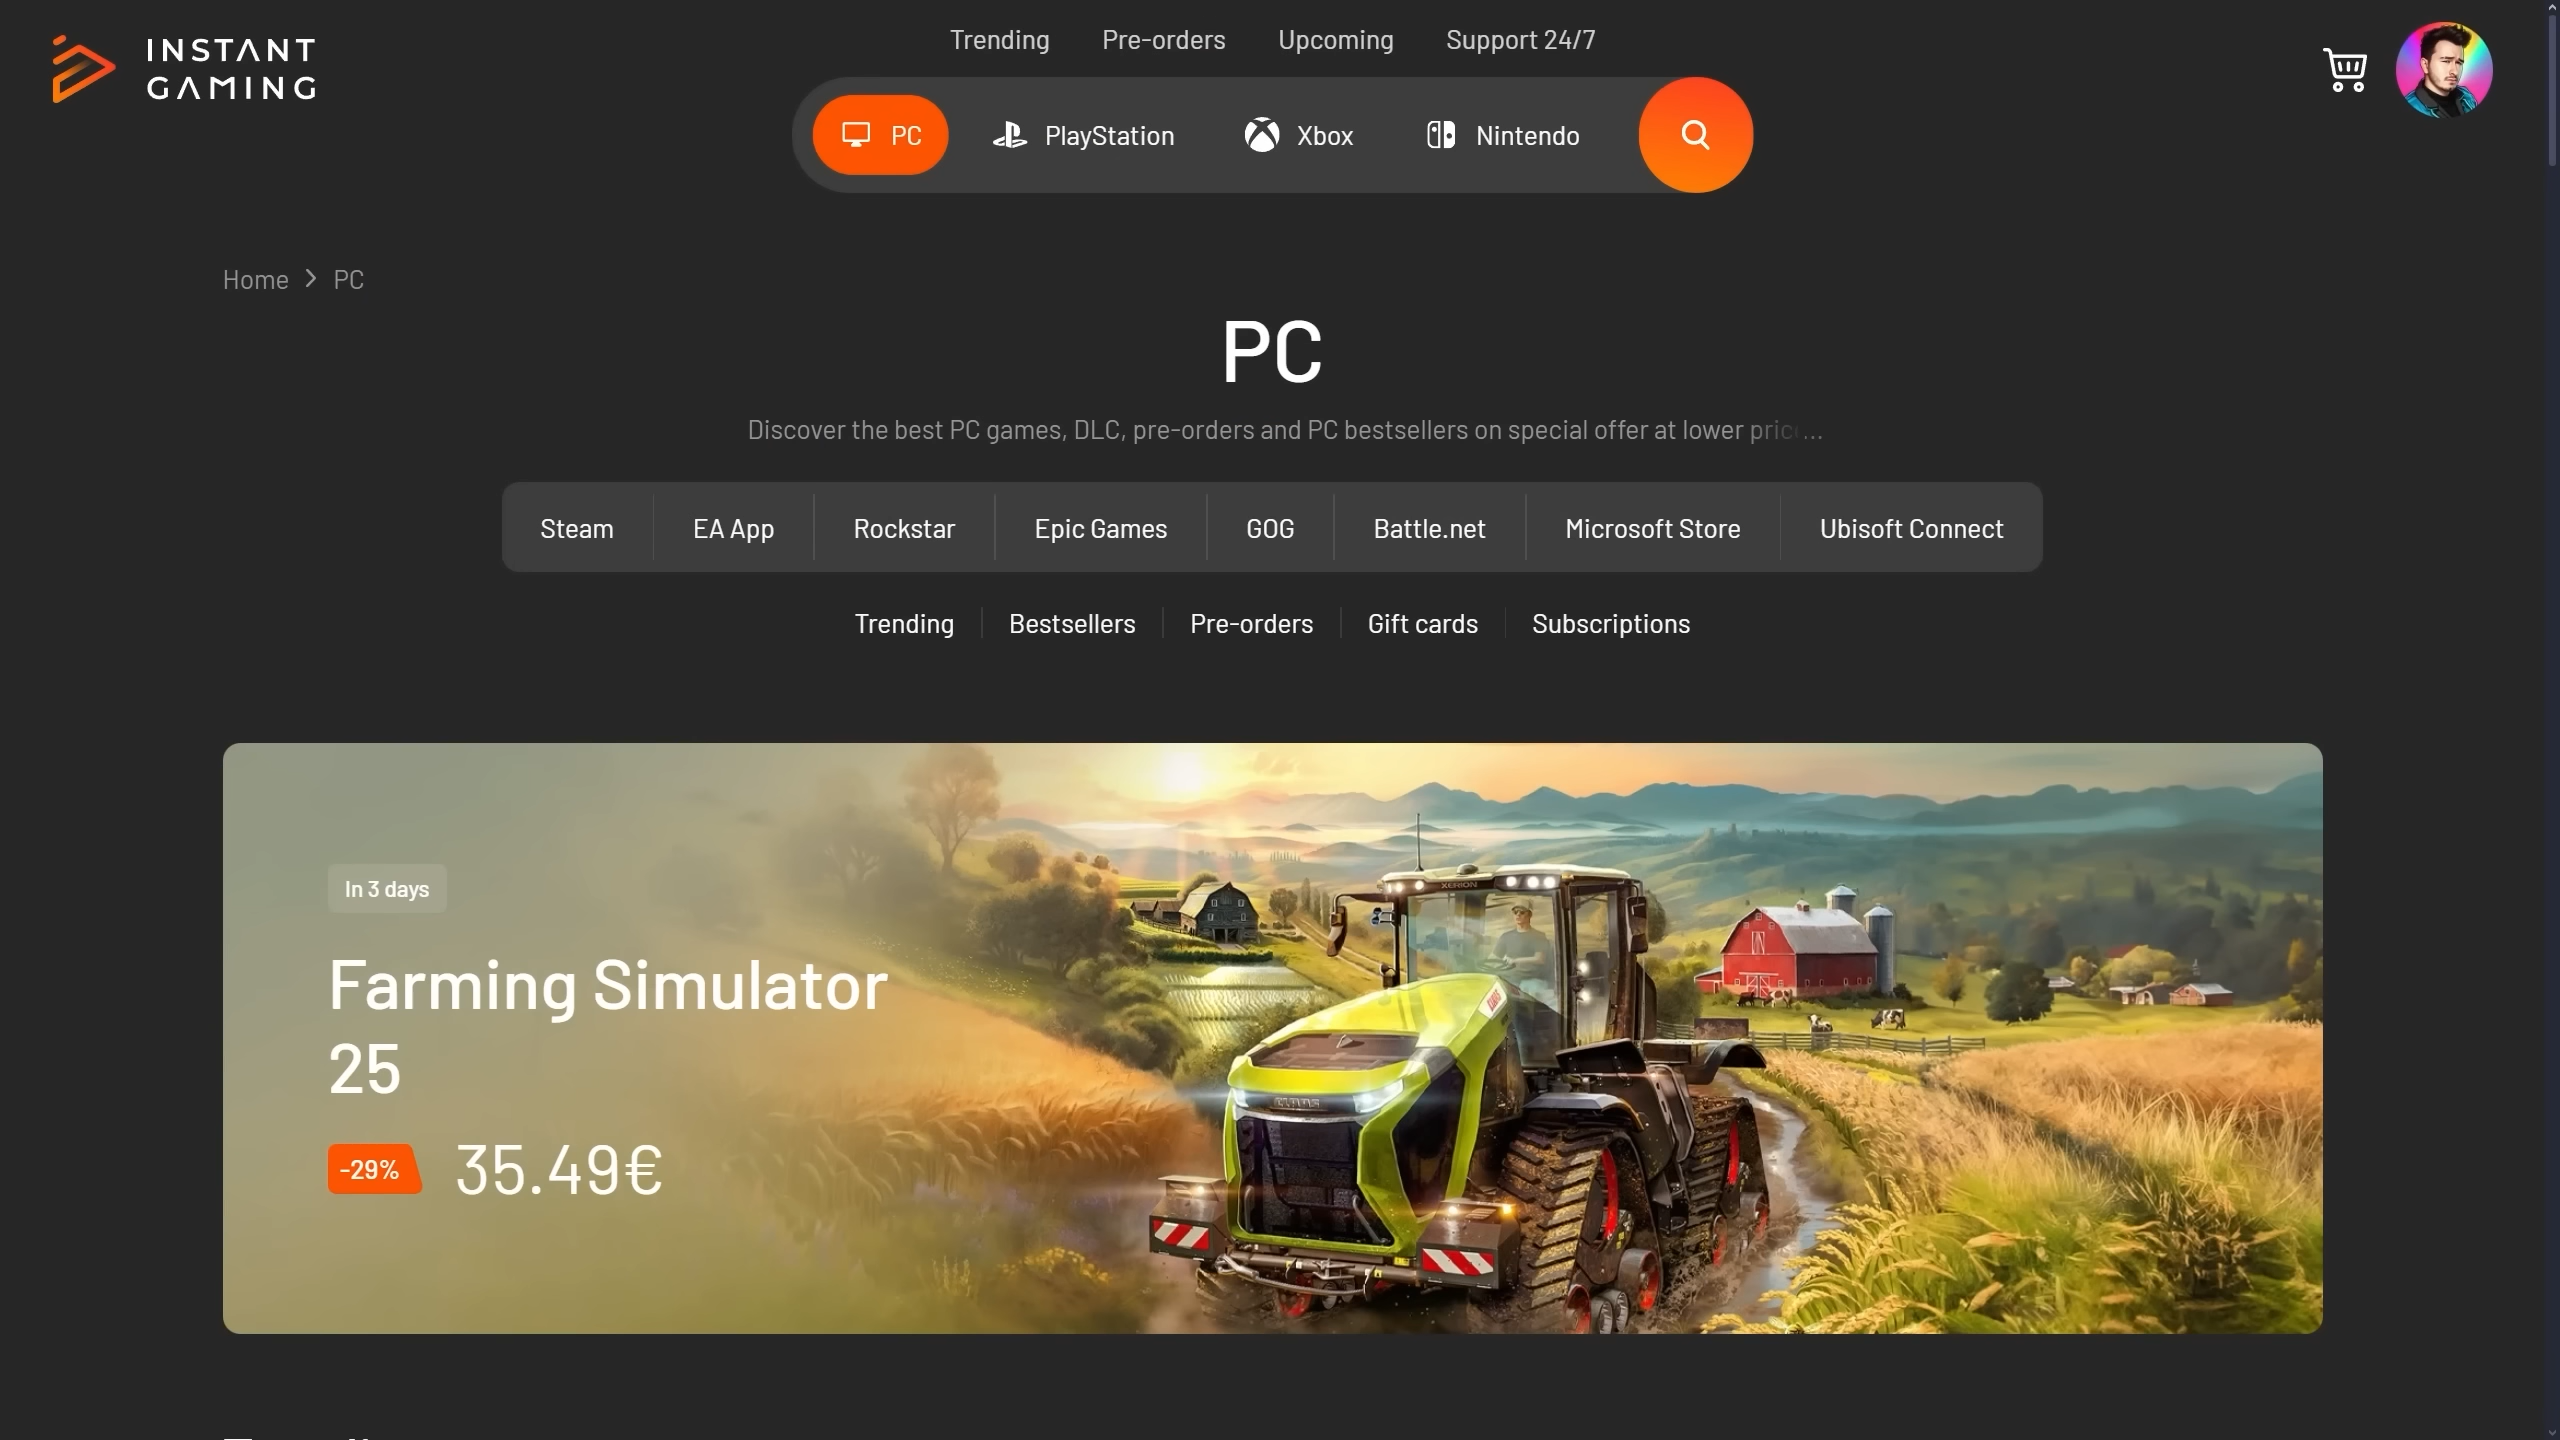 INSTANT
GAMING
Trending Pre-orders Upcoming Support 24/7
PC PlayStation Xbox Nintendo
Home PC
PC
Discover the best PC games, DLC, pre-orders and PC bestsellers on special offer at lower pric...
Steam EA App Rockstar Epic Games GOG Battle.net Microsoft Store Ubisoft Connect
Trending Bestsellers Pre-orders Gift cards Subscriptions
In 3 days
Farming Simulator
25
-29% 35.49€
XERION
CLAAS